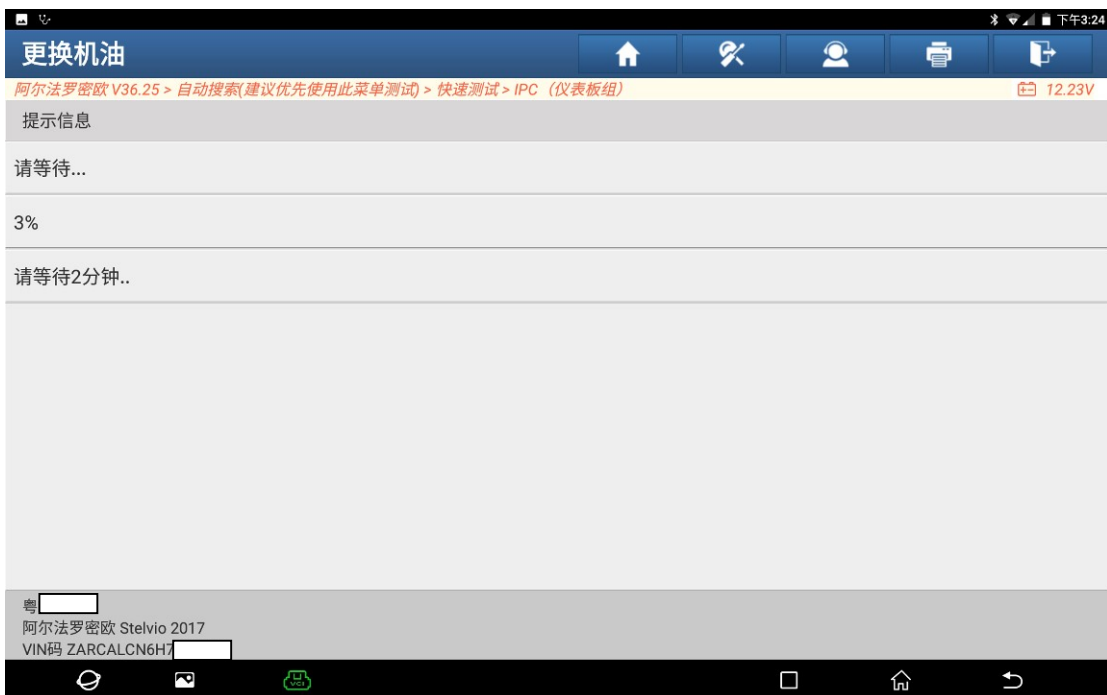 下午3:24
更换机油
阿尔法罗密欧 V36.25 > 自动搜索(建议优先使用此菜单测试) > 快速测试 > IPC（仪表板组）
12.23V
提示信息
请等待...
3%
请等待2分钟..
粤
阿尔法罗密欧 Stelvio 2017
VIN码 ZARCALCN6H7
VCI